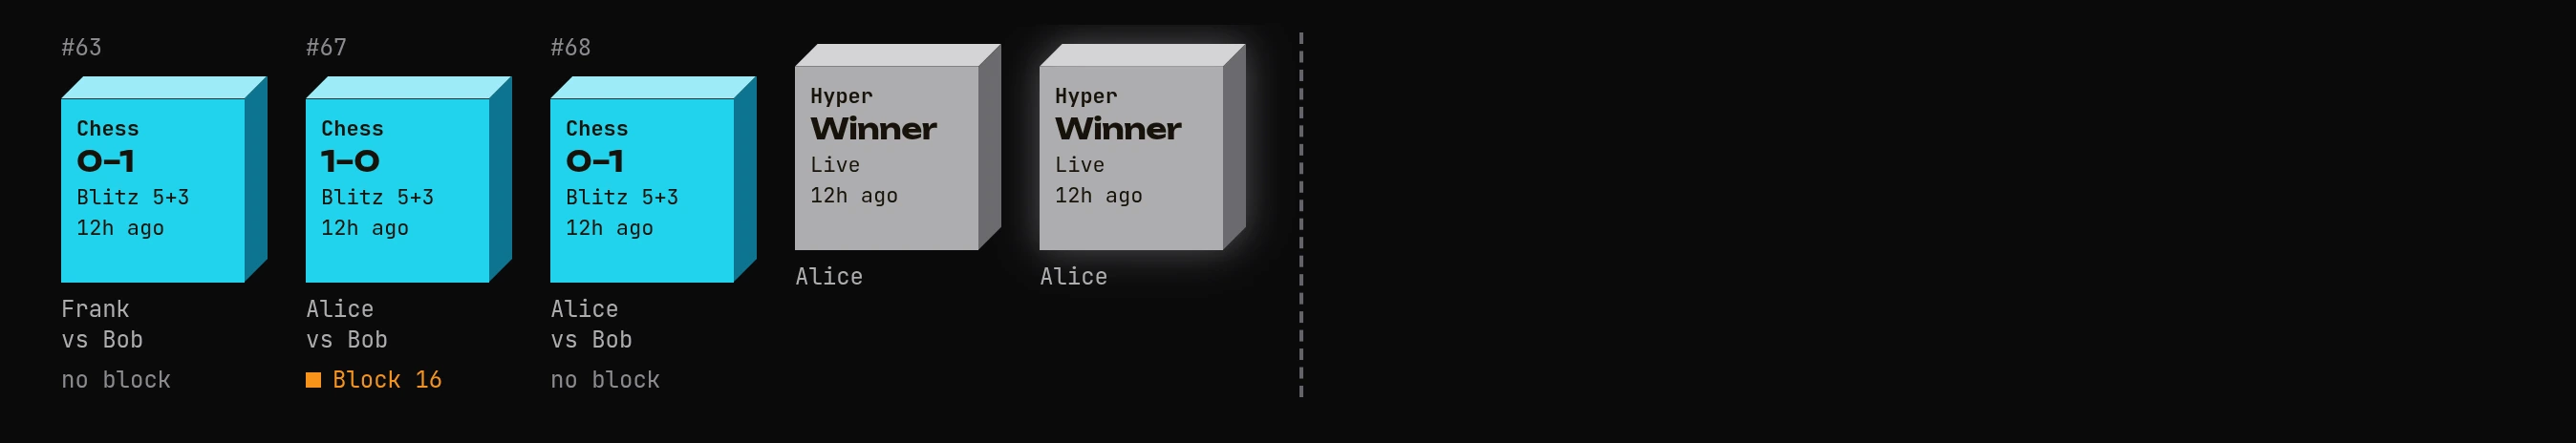 #63
Chess
0–1
Blitz 5+3
12h ago
Frank
vs Bob
no block
#67
Chess
1–0
Blitz 5+3
12h ago
Alice
vs Bob
Block 16
#68
Chess
0–1
Blitz 5+3
12h ago
Alice
vs Bob
no block
Hyper
Winner
Live
12h ago
Alice
Hyper
Winner
Live
12h ago
Alice